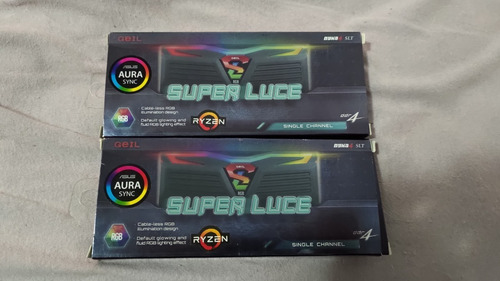 GeIL
ASUS
AURA
SYNC
SUPER LUCE
RGB
Cable-less RGB
illumination design
Default glowing and
fluid RGB lighting effect
RYZEN
SINGLE CHANNEL
GeIL
ASUS
AURA
SYNC
SUPER LUCE
RGB
Cable-less RGB
illumination design
Default glowing and
fluid RGB lighting effect
RYZEN
SINGLE CHANNEL